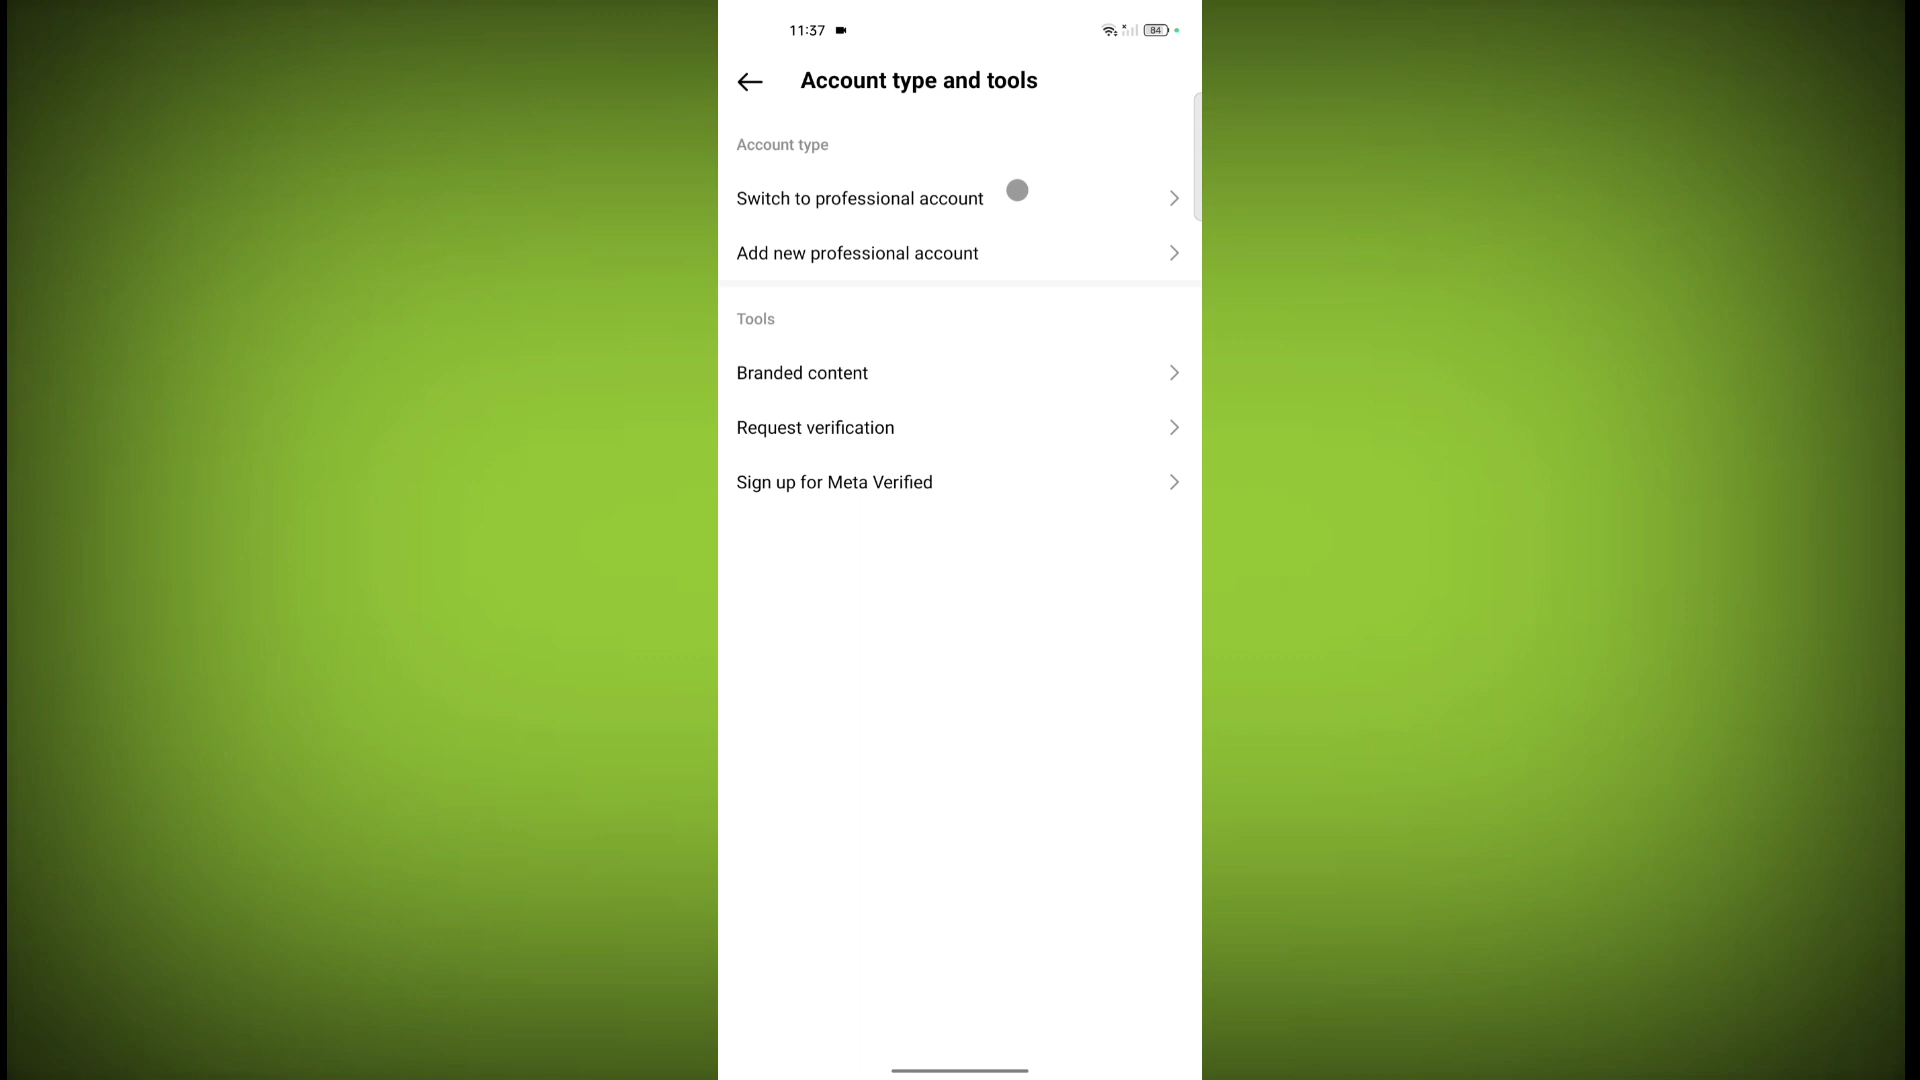 11:37
84
Account type and tools
Account type
Switch to professional account
Add new professional account
Tools
Branded content
Request verification
Sign up for Meta Verified